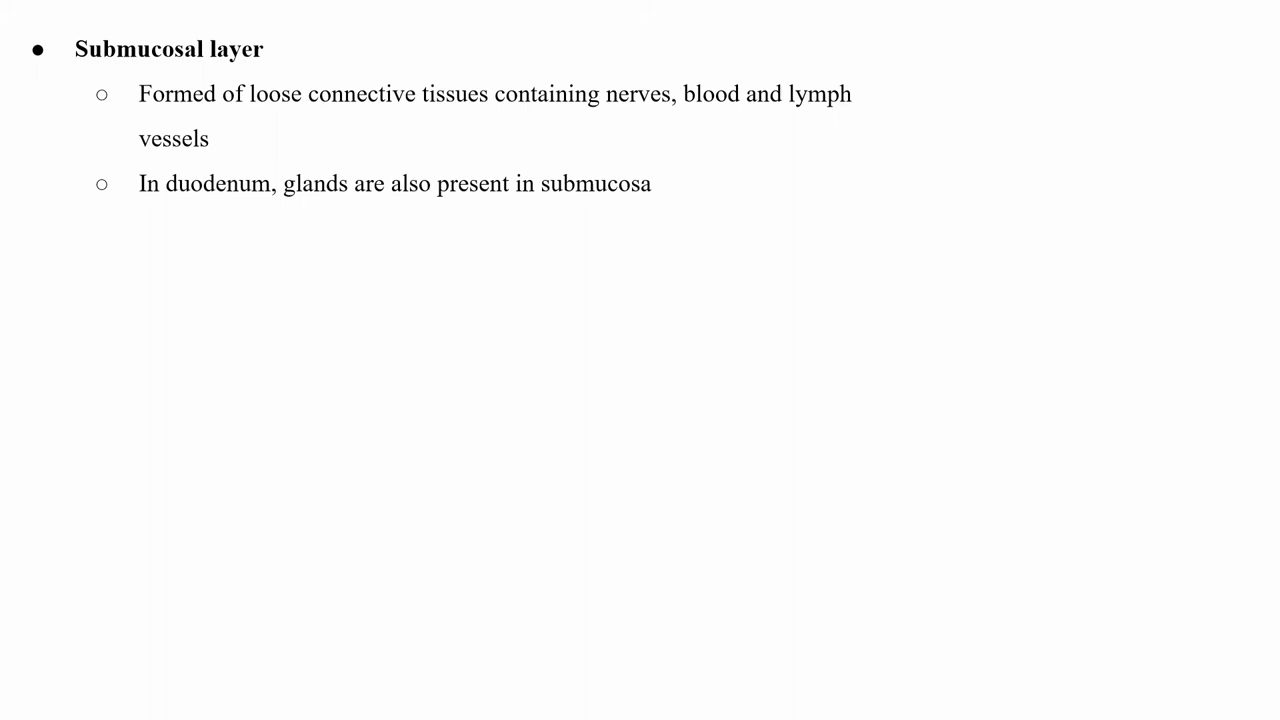 ● Submucosal layer
○ Formed of loose connective tissues containing nerves, blood and lymph
vessels
○ In duodenum, glands are also present in submucosa